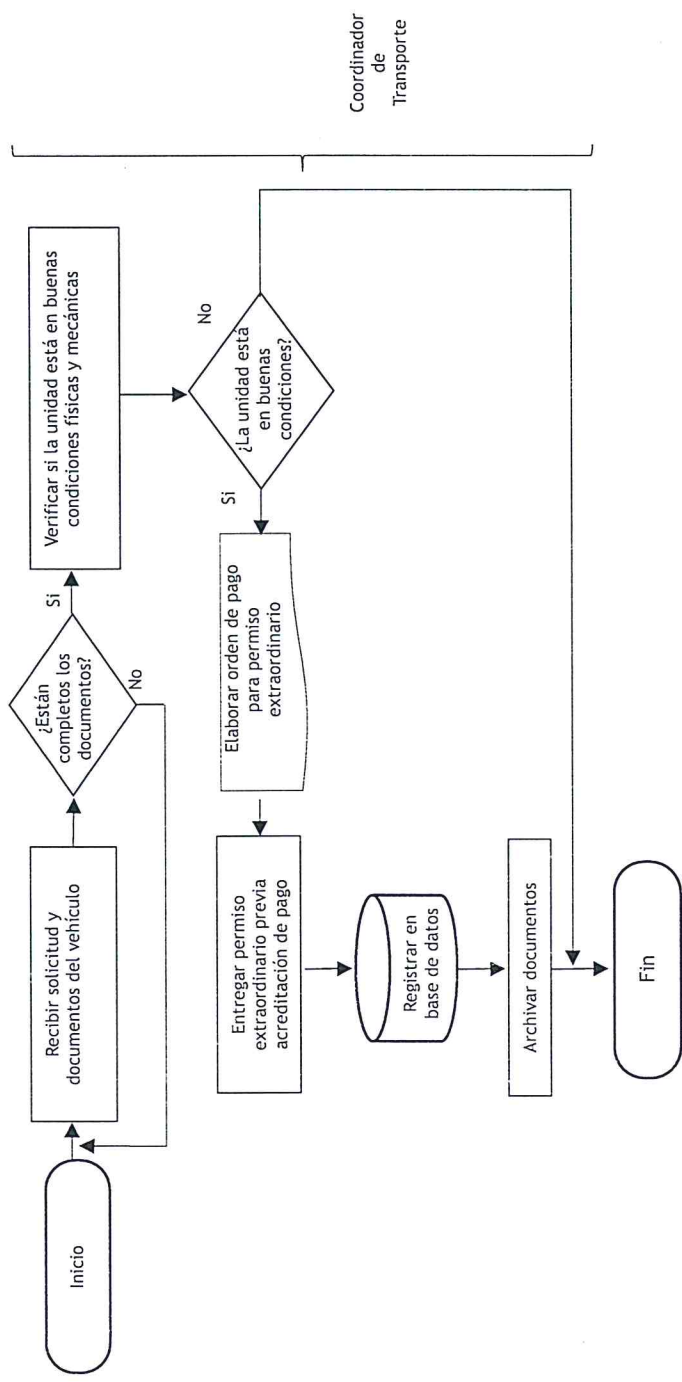 Inicio
Recibir solicitud y
documentos del vehículo
¿Están
completos los
documentos?
Si
No
Verificar si la unidad está en buenas
condiciones físicas y mecánicas
¿La unidad está
en buenas
condiciones?
No
Si
Elaborar orden de pago
para permiso
extraordinario
Entregar permiso
extraordinario previa
acreditación de pago
Registrar en
base de datos
Archivar documentos
Fin
Coordinador
de
Transporte